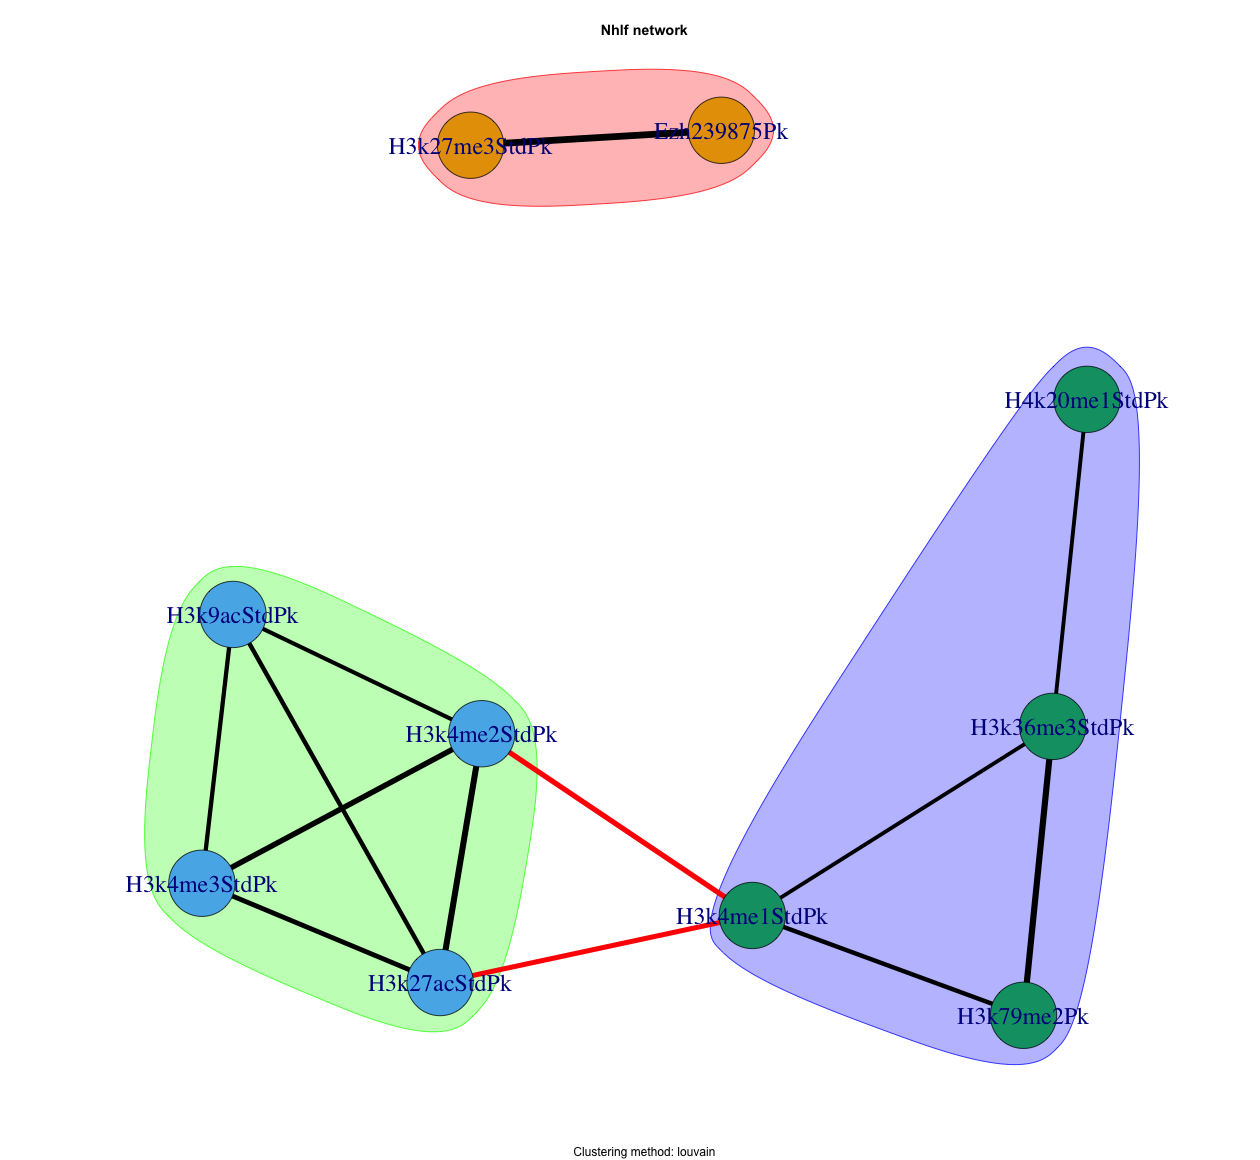 Nhlf network
Ezh239875Pk
H3k27me3StdPk
H4k20me1StdPk
H3k9acStdPk
H3k36me3StdPk
H3k4me2StdPk
H3k4me3StdPk
H3k4me1StdPk
H3k27acStdPk
H3k79me2Pk
Clustering method: louvain